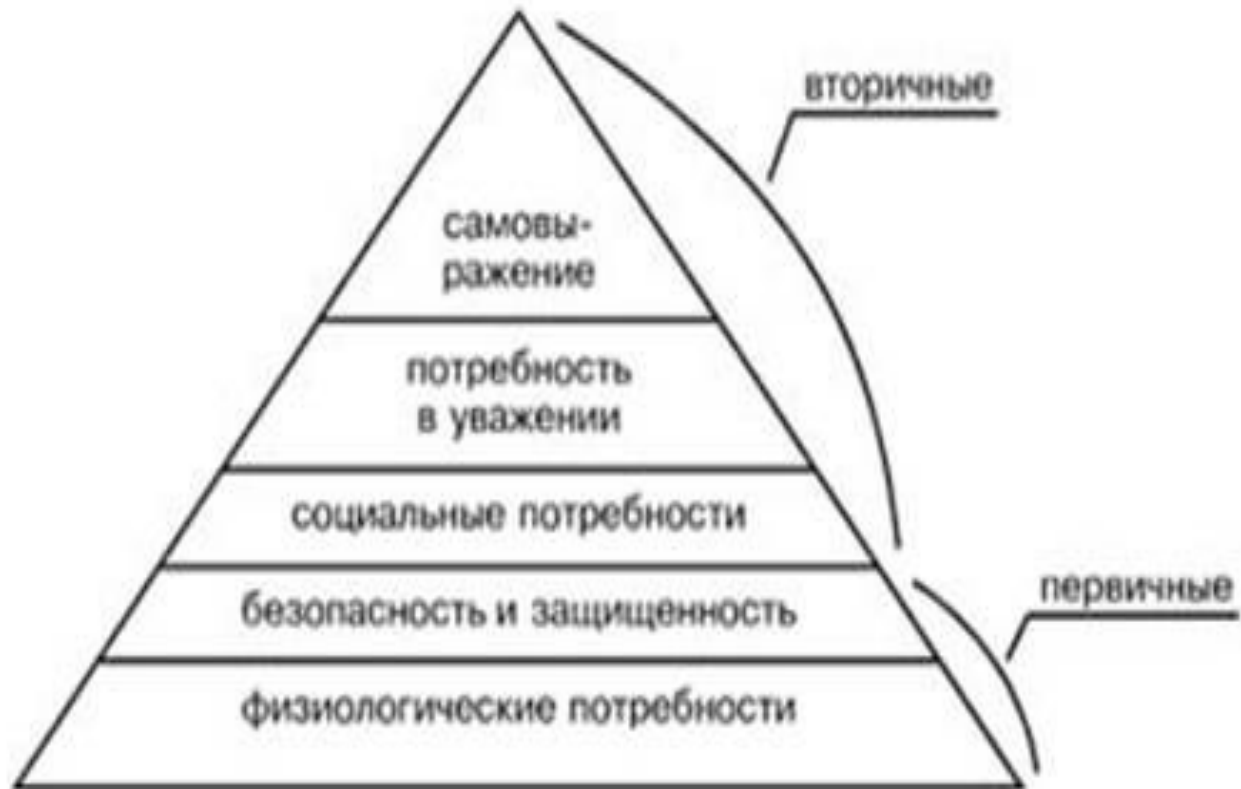 вторичные
самовы-
ражение
потребность
в уважении
социальные потребности
первичные
безопасность и защищенность
физиологические потребности